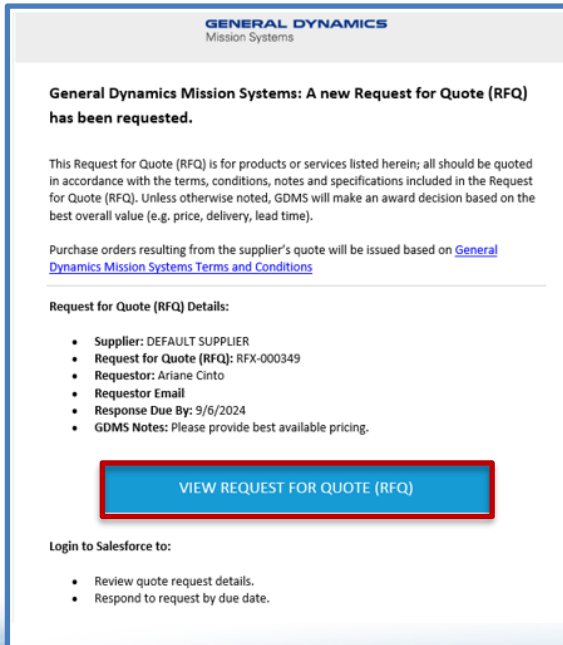 GENERAL DYNAMICS
Mission Systems
General Dynamics Mission Systems: A new Request for Quote (RFQ)
has been requested.
This Request for Quote (RFQ) is for products or services listed herein; all should be quoted
in accordance with the terms, conditions, notes and specifications included in the Request
for Quote (RFQ). Unless otherwise noted, GDMS will make an award decision based on the
best overall value (e.g. price, delivery, lead time).
Purchase orders resulting from the supplier's quote will be issued based on General
Dynamics Mission Systems Terms and Conditions
Request for Quote (RFQ) Details:
• Supplier: DEFAULT SUPPLIER
• Request for Quote (RFQ): RFX-000349
• Requestor: Ariane Cinto
• Requestor Email
• Response Due By: 9/6/2024
• GDMS Notes: Please provide best available pricing.
VIEW REQUEST FOR QUOTE (RFQ)
Login to Salesforce to:
• Review quote request details.
• Respond to request by due date.